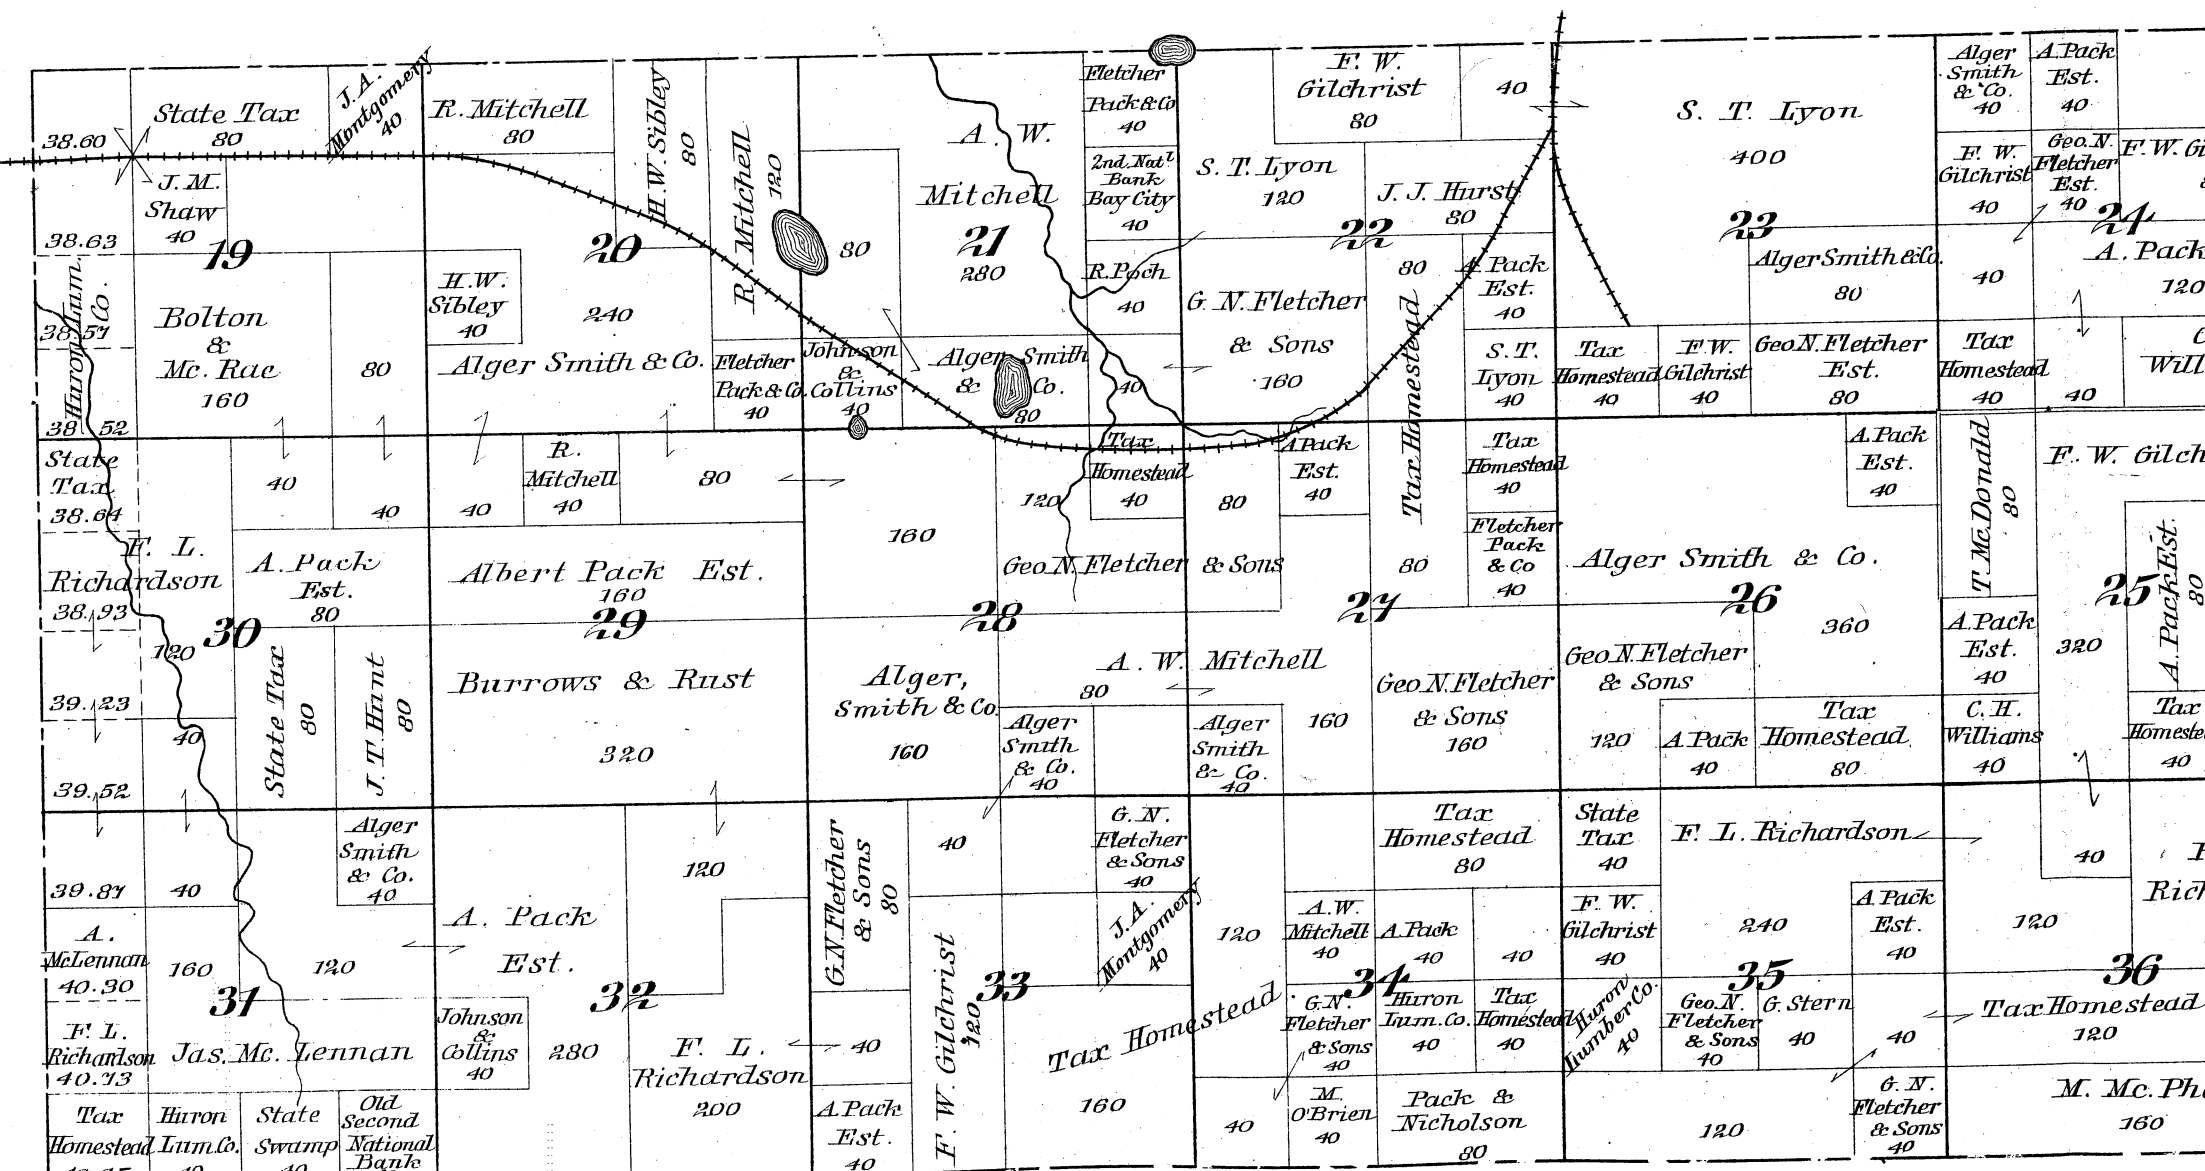 38.60
State Tax
80
J. A.
Montgomery
40
R. Mitchell
80
H. W. Sibley
80
R. Mitchell
120
J. M.
Shaw
40
38.63
19
Huron Lum.
Co.
38.57
38.52
Bolton
&
Mc. Rae
160
80
H. W.
Sibley
40
20
240
Alger Smith & Co.
Fletcher
Pack & Co.
40
Johnson
&
Collins
40
80
A. W.
Mitchell
21
280
Alger Smith
& Co.
80
Fletcher
Pack & Co
40
2nd. Nat'l
Bank
Bay City
40
R. Poch
40
40
F. W.
Gilchrist
80
40
S. T. Lyon
120
J. J. Hurst
80
22
G. N. Fletcher
& Sons
160
80
Tax Homestead
A. Pack
Est.
40
S. T.
Lyon
40
S. T. Lyon
400
23
Alger Smith & Co.
80
Tax
Homestead
40
F. W.
Gilchrist
40
Geo. N. Fletcher
Est.
80
Alger
Smith
& Co.
40
A. Pack
Est.
40
F. W.
Gilchrist
40
Geo. N.
Fletcher
Est.
40
F. W. Gi
24
40
A. Pack
120
Tax
Homestead
40
40
Will
State
Tax
38.64
40
40
F. L.
Richardson
38.93
A. Pack
Est.
80
30
120
39.23
40
39.52
State Tax
80
J. T. Hunt
80
40
R.
Mitchell
40
80
Albert Pack Est.
160
29
Burrows & Rust
320
160
120
Tax
Homestead
40
Geo. N. Fletcher & Sons
28
80
A. Pack
Est.
40
Alger,
Smith & Co.
160
A. W. Mitchell
80
160
Alger
Smith
& Co.
40
Alger
Smith
& Co.
40
Tax
Homestead
40
80
Fletcher
Pack
& Co
40
27
Geo. N. Fletcher
& Sons
160
A. Pack
Est.
40
Alger Smith & Co.
26
360
Geo. N. Fletcher
& Sons
120
A. Pack
40
Tax
Homestead
80
T. Mc. Donald
80
F. W. Gilch
25
A. Pack Est.
80
A. Pack
Est.
40
320
C. H.
Williams
40
Tax
Homeste
40
39.87
40
Alger
Smith
& Co.
40
A.
McLennan
40.30
160
120
31
F. L.
Richardson
40.73
Jas. Mc. Lennan
Tax
Homestead
Huron
Lum. Co.
State
Swamp
Old
Second
National
Bank
A. Pack
Est.
120
32
Johnson
&
Collins
40
280
F. L.
Richardson
200
G. N. Fletcher
& Sons
80
40
G. N.
Fletcher
& Sons
40
J. A.
Montgomery
40
33
F. W. Gilchrist
120
40
A. Pack
Est.
40
Tax Homestead
160
120
Tax
Homestead
80
A. W.
Mitchell
40
A. Pack
40
40
34
G. N.
Fletcher
& Sons
40
Huron
Lum. Co.
40
Tax
Homestead
40
40
M.
O'Brien
40
Pack &
Nicholson
80
State
Tax
40
F. L. Richardson
F. W.
Gilchrist
40
240
A. Pack
Est.
40
35
Huron
Lumber Co.
40
Geo. N.
Fletcher
& Sons
40
G. Stern
40
40
120
G. N.
Fletcher
& Sons
40
40
Rich
120
36
Tax Homestead
120
M. Mc. Ph
160